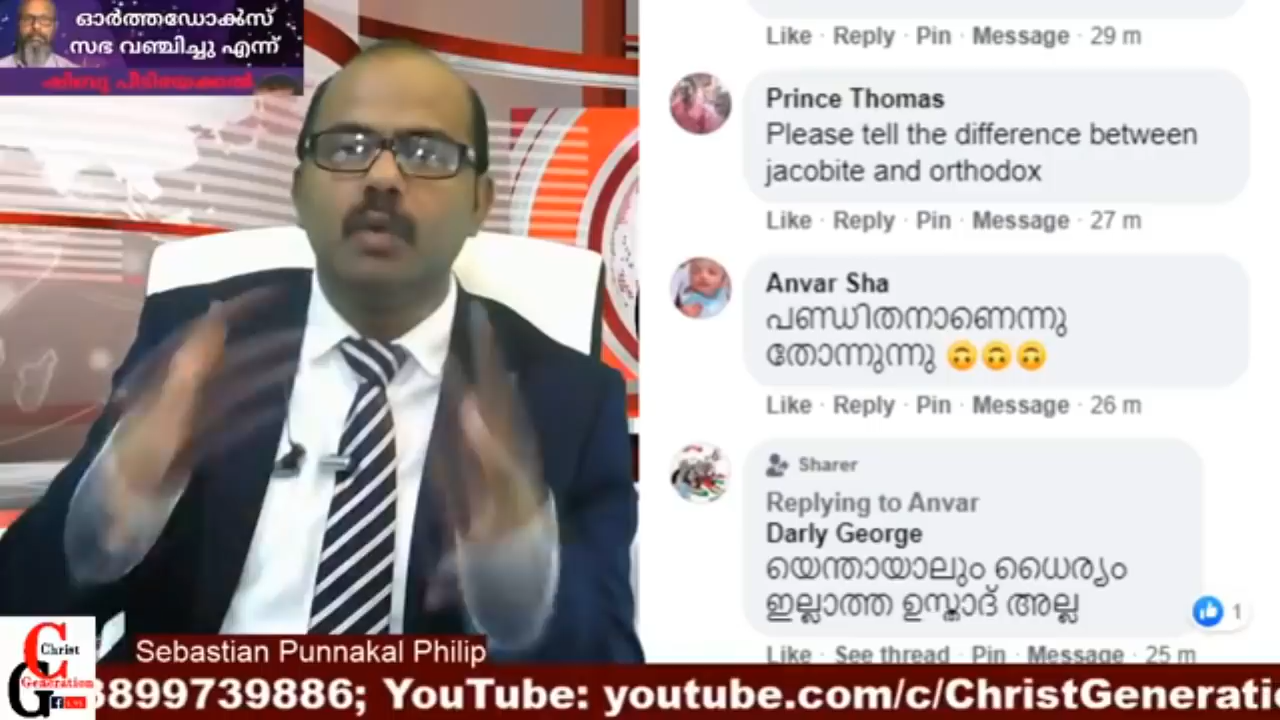 ഓർത്തഡോക്സ്
സഭ വഞ്ചിച്ചു എന്ന്
ഷിബു പീടിയേക്കൽ
Like · Reply · Pin · Message · 29 m
Prince Thomas
Please tell the difference between
jacobite and orthodox
Like · Reply · Pin · Message · 27 m
Anvar Sha
പണ്ഡിതനാണെന്നു
തോന്നുന്നു 🙃🙃🙃
Like · Reply · Pin · Message · 26 m
Sharer
Replying to Anvar
Darly George
യെന്തായാലും ധൈര്യം
ഇല്ലാത്ത ഉസ്താദ് അല്ല
1
Like · See thread · Pin · Message · 25 m
Sebastian Punnakal Philip
Christ
Generation
8899739886; YouTube: youtube.com/c/ChristGeneratio